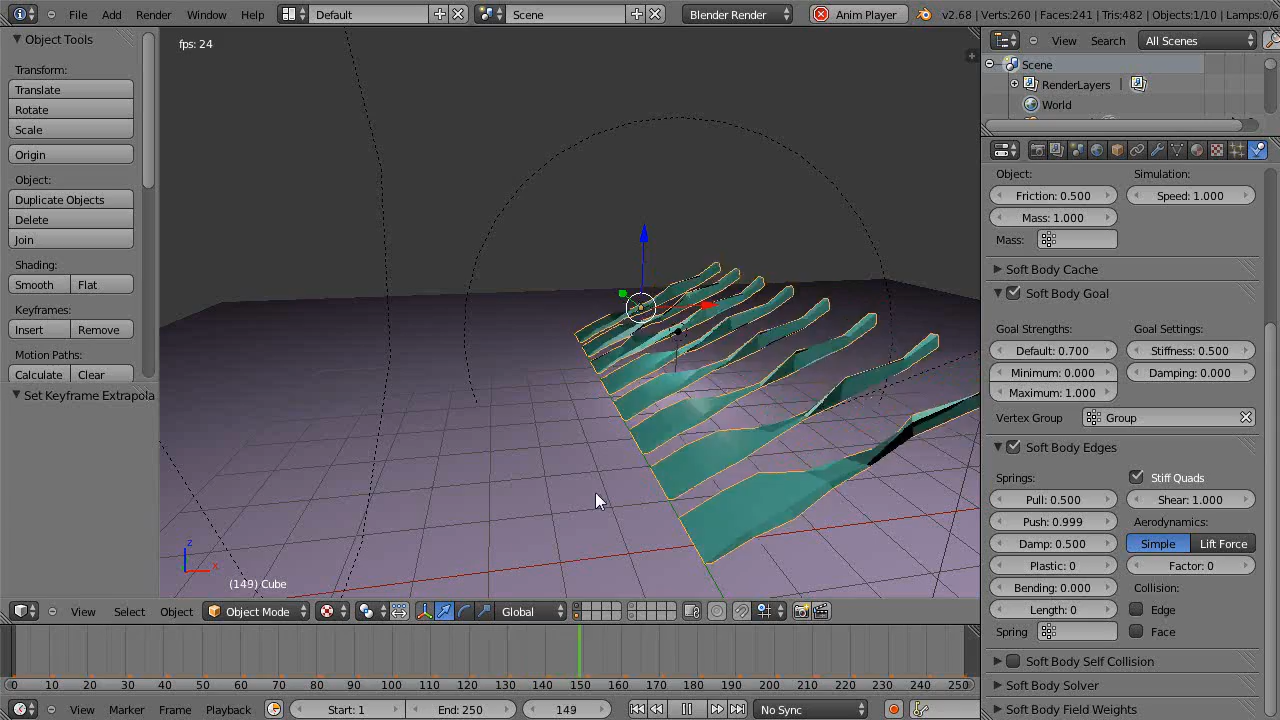 File Add Render Window Help Default Scene Blender Render Anim Player v2.68 | Verts:260 | Faces:241 | Tris:482 | Objects:1/10 | Lamps:0/6
Object Tools
Transform:
Translate
Rotate
Scale
Origin
Object:
Duplicate Objects
Delete
Join
Shading:
Smooth Flat
Keyframes:
Insert Remove
Motion Paths:
Calculate Clear
Set Keyframe Extrapola
fps: 24
z
x
(149) Cube
View Search All Scenes
Scene
RenderLayers |
World
Object: Simulation:
Friction: 0.500 Speed: 1.000
Mass: 1.000
Mass:
Soft Body Cache
Soft Body Goal
Goal Strengths: Goal Settings:
Default: 0.700 Stiffness: 0.500
Minimum: 0.000 Damping: 0.000
Maximum: 1.000
Vertex Group Group
Soft Body Edges
Springs: Stiff Quads
Pull: 0.500 Shear: 1.000
Push: 0.999 Aerodynamics:
Damp: 0.500 Simple Lift Force
Plastic: 0 Factor: 0
Bending: 0.000 Collision:
Length: 0 Edge
Spring Face
Soft Body Self Collision
Soft Body Solver
Soft Body Field Weights
View Select Object Object Mode Global
0 10 20 30 40 50 60 70 80 90 100 110 120 130 140 150 160 170 180 190 200 210 220 230 240 250
View Marker Frame Playback Start: 1 End: 250 149 No Sync